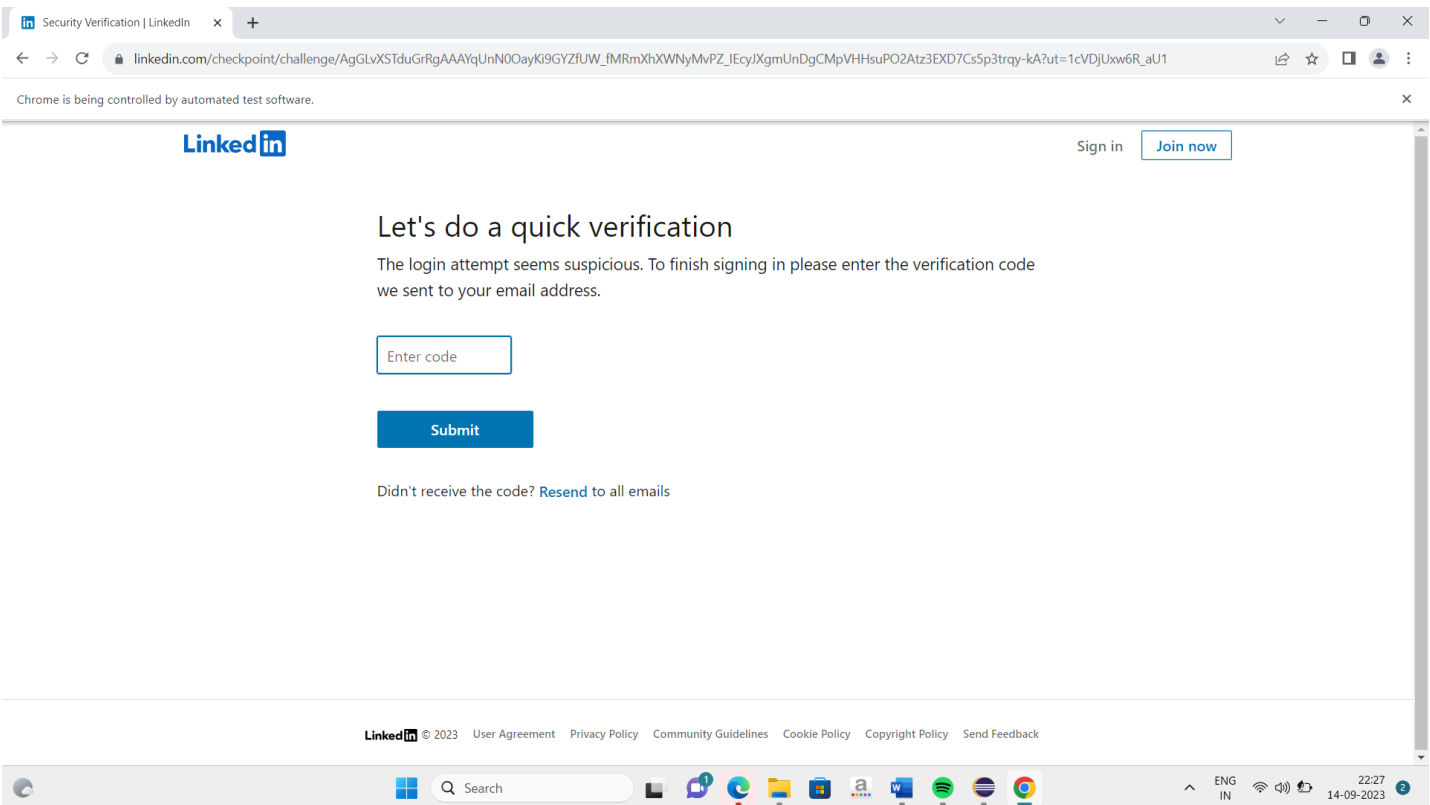 Security Verification | LinkedIn
linkedin.com/checkpoint/challenge/AgGLvXSTduGrRgAAAYqUnN0OayKi9GYZfUW_fMRmXhXWNyMvPZ_IEcyJXgmUnDgCMpVHHsuPO2Atz3EXD7Cs5p3trqy-kA?ut=1cVDjUxw6R_aU1
Chrome is being controlled by automated test software.
Linked in
Sign in
Join now
Let's do a quick verification
The login attempt seems suspicious. To finish signing in please enter the verification code
we sent to your email address.
Enter code
Submit
Didn't receive the code? Resend to all emails
Linked in © 2023 User Agreement Privacy Policy Community Guidelines Cookie Policy Copyright Policy Send Feedback
Search
1
a
W
ENG
IN
22:27
14-09-2023
2